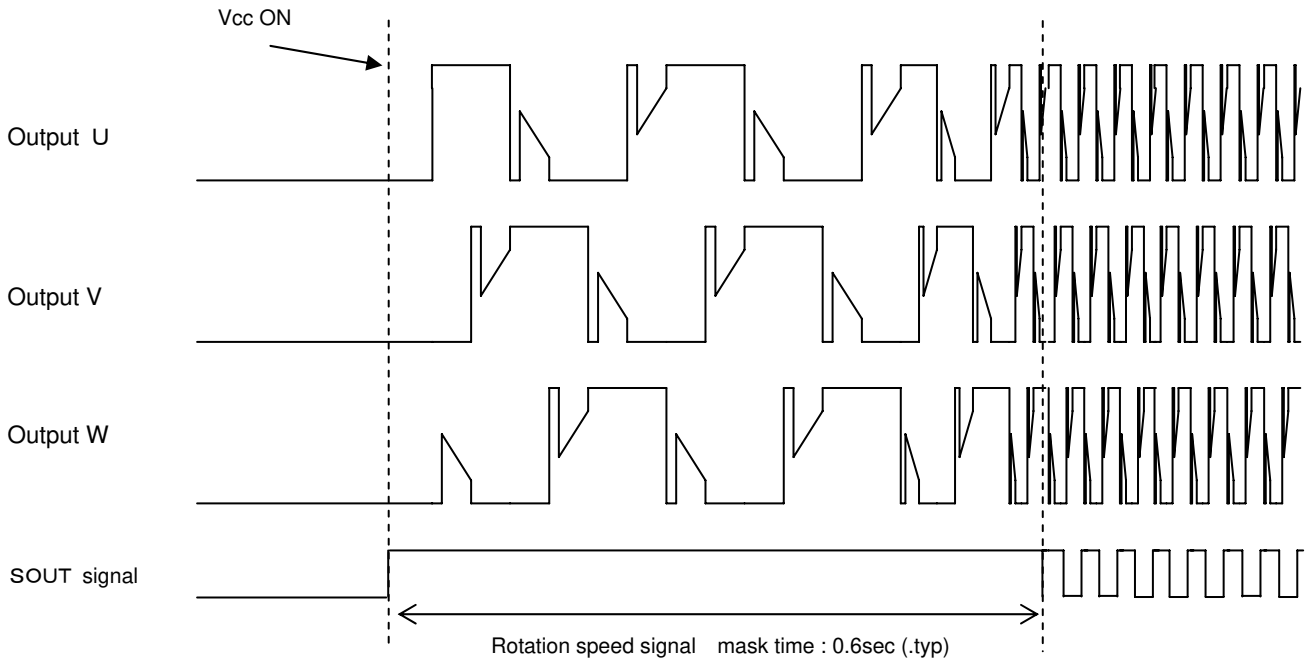 Vcc ON
Output U
Output V
Output W
SOUT signal
Rotation speed signal mask time : 0.6sec (.typ)